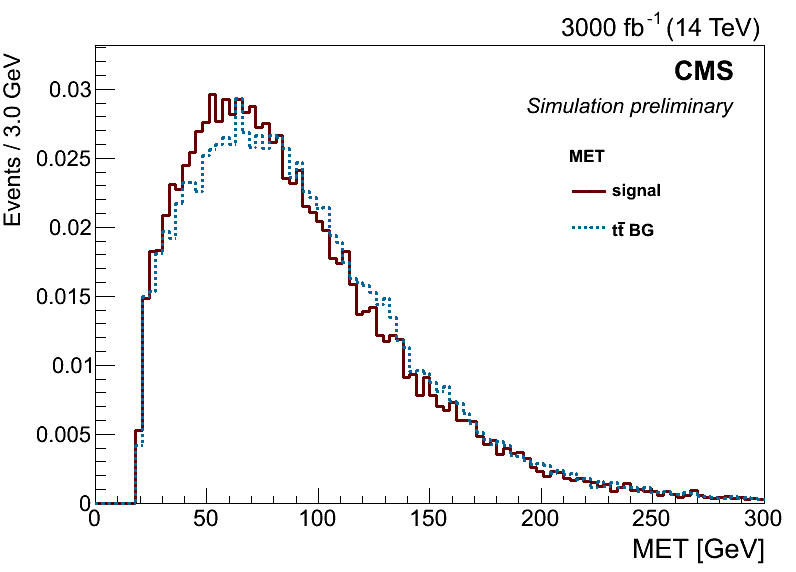 3000 fb⁻¹ (14 TeV)
CMS
Simulation preliminary
MET
signal
tt̄ BG
Events / 3.0 GeV
0.03
0.025
0.02
0.015
0.01
0.005
0
0 50 100 150 200 250 300
MET [GeV]